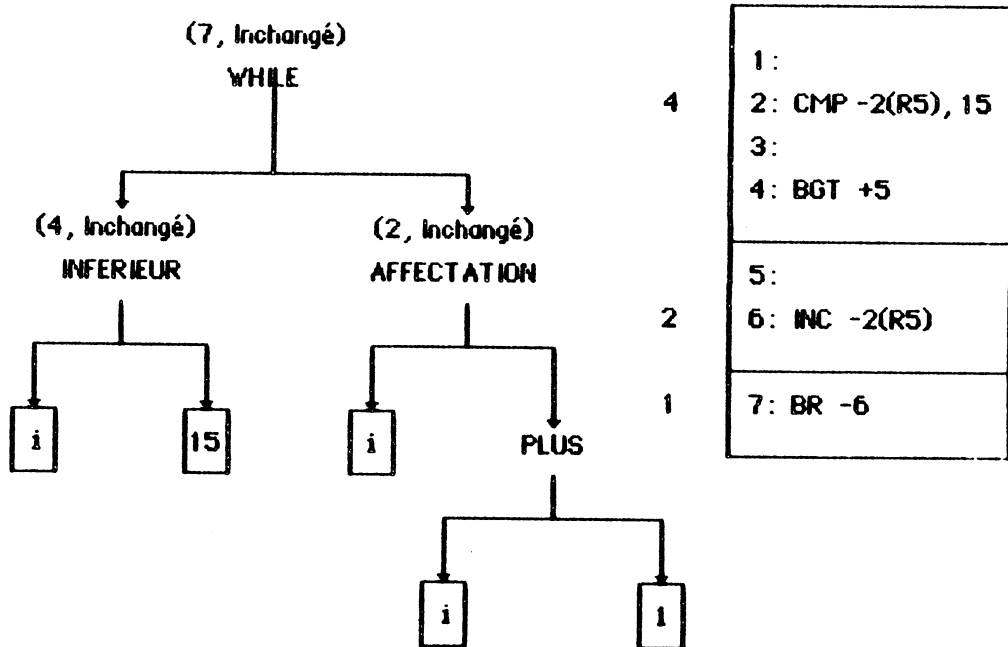 (7, Inchangé)
WHILE
(4, Inchangé)
INFERIEUR
(2, Inchangé)
AFFECTATION
i
15
i
PLUS
i
1
1:
4
2: CMP -2(R5), 15
3:
4: BGT +5
5:
2
6: INC -2(R5)
1
7: BR -6